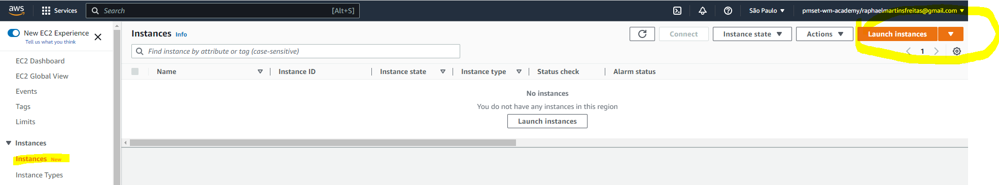 aws Services Search [Alt+S] São Paulo pmset-wm-academy/raphaelmartinsfreitas@gmail.com
New EC2 Experience
Tell us what you think
EC2 Dashboard
EC2 Global View
Events
Tags
Limits
Instances
Instances New
Instance Types
Instances Info Connect Instance state Actions Launch instances
Find instance by attribute or tag (case-sensitive) 1
Name Instance ID Instance state Instance type Status check Alarm status
No instances
You do not have any instances in this region
Launch instances